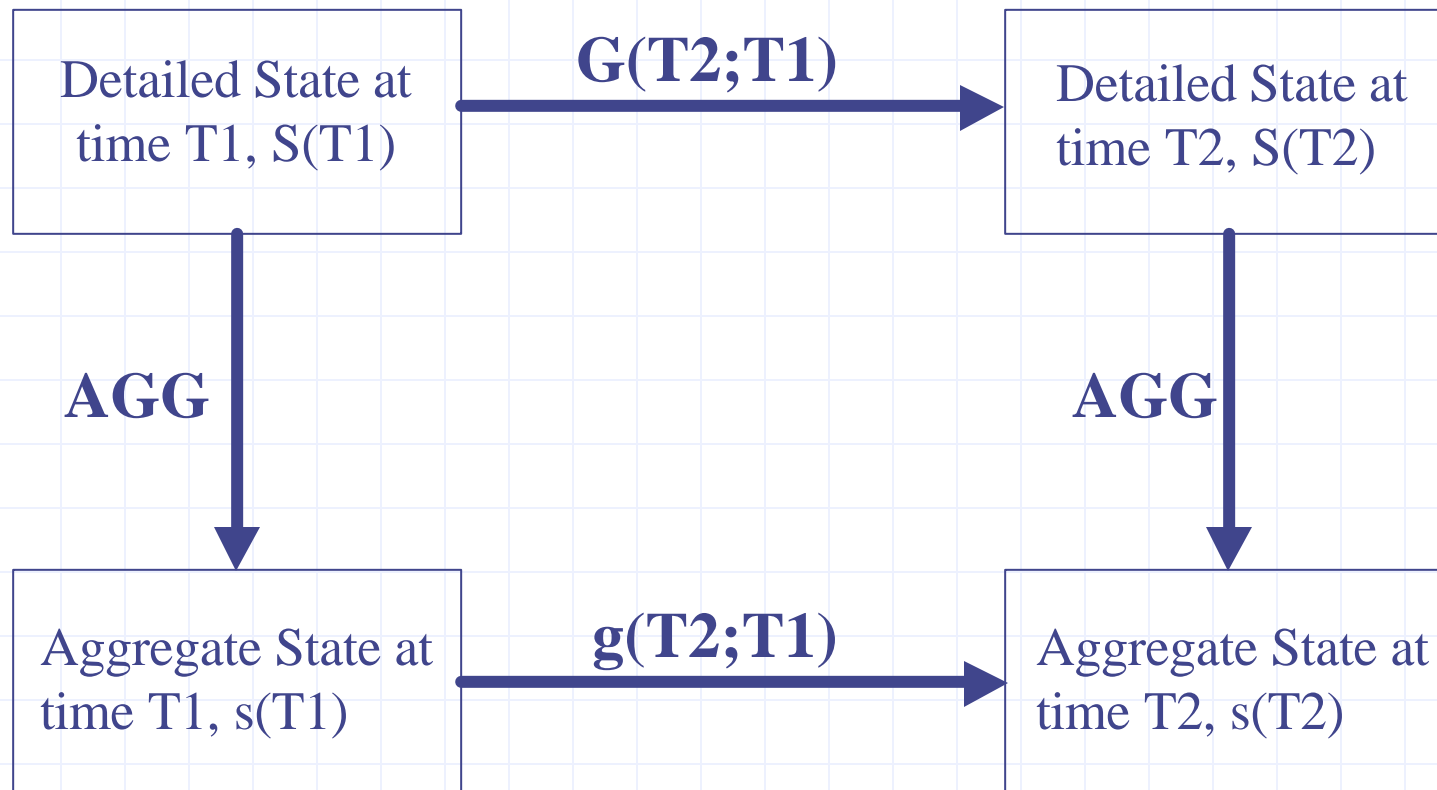 Detailed State at
time T1, S(T1)
G(T2;T1)
Detailed State at
time T2, S(T2)
AGG
AGG
Aggregate State at
time T1, s(T1)
g(T2;T1)
Aggregate State at
time T2, s(T2)